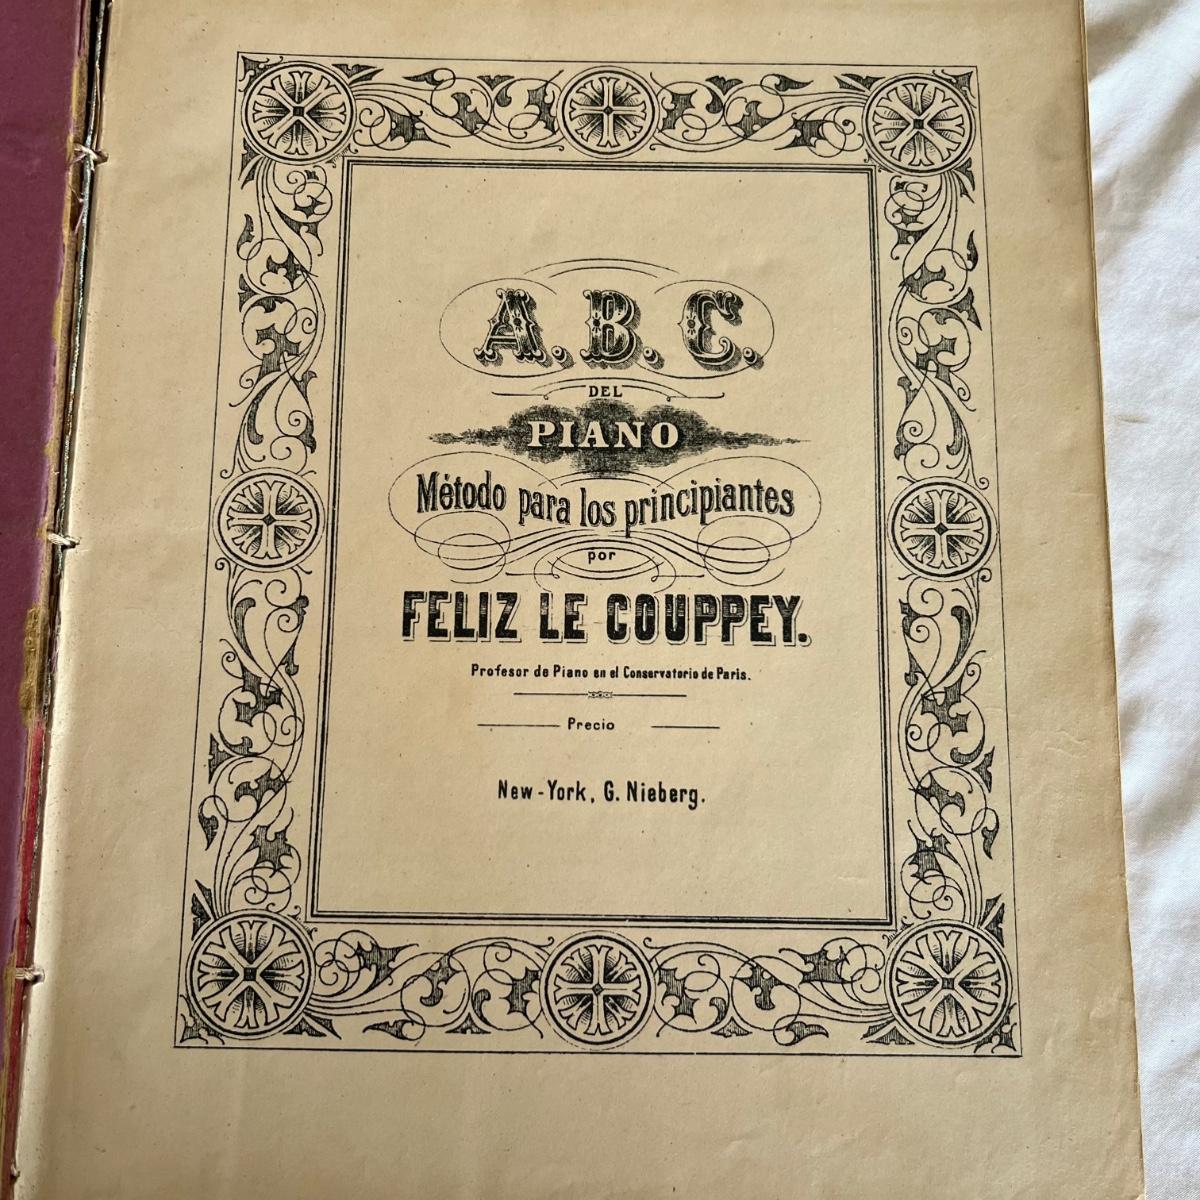 A. B. C.
DEL
PIANO
Método para los principiantes
por
FELIZ LE COUPPEY.
Profesor de Piano en el Conservatorio de Paris.
Precio
New-York, G. Nieberg.